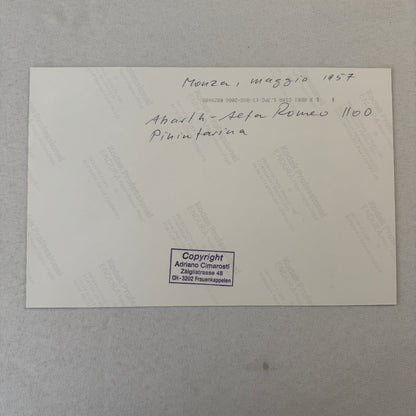 Monza, maggio 1957
Abarth-Alfa Romeo 1100
Pininfarina
Copyright
Adriano Cimarosti
Zälglistrasse 48
CH-3202 Frauenkappelen